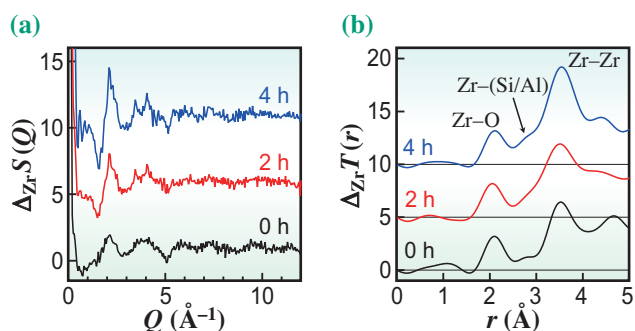 (a)
15
10
5
0
Δ_Zr S(Q)
4 h
2 h
0 h
0
5
10
Q (Å⁻¹)
(b)
20
15
10
5
0
Δ_Zr T(r)
Zr–Zr
Zr–(Si/Al)
Zr–O
4 h
2 h
0 h
0
1
2
3
4
5
r (Å)